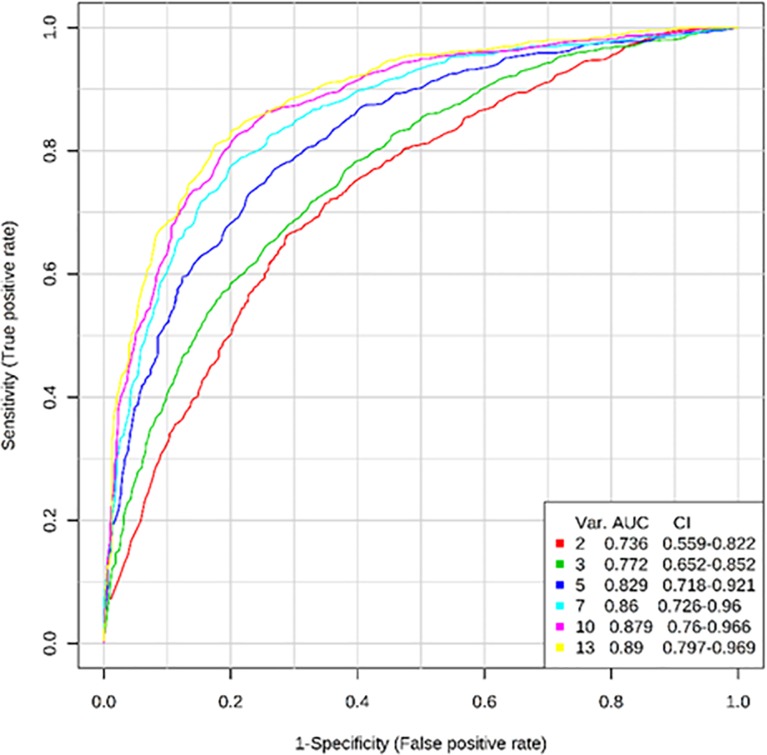 Sensitivity (True positive rate)
1.0
0.8
0.6
0.4
0.2
0.0
Var. AUC CI
2 0.736 0.559-0.822
3 0.772 0.652-0.852
5 0.829 0.718-0.921
7 0.86 0.726-0.96
10 0.879 0.76-0.966
13 0.89 0.797-0.969
0.0 0.2 0.4 0.6 0.8 1.0
1-Specificity (False positive rate)